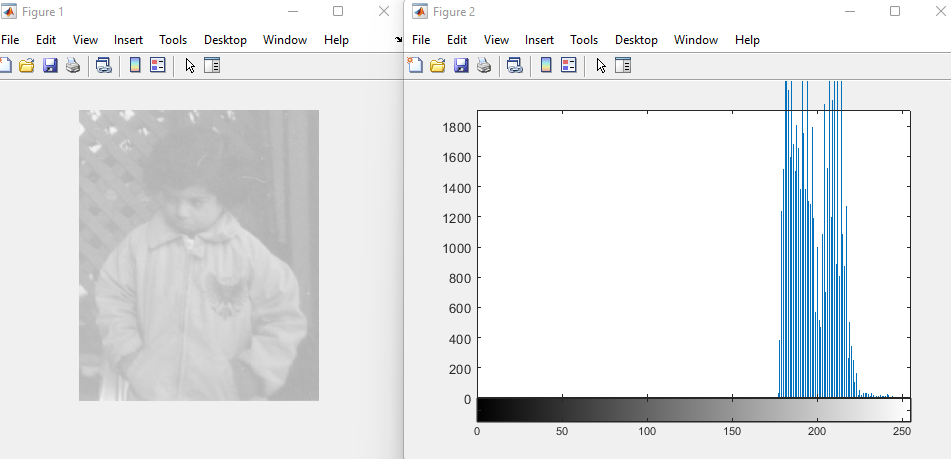 Figure 1
File Edit View Insert Tools Desktop Window Help
Figure 2
File Edit View Insert Tools Desktop Window Help
1800
1600
1400
1200
1000
800
600
400
200
0
0 50 100 150 200 250